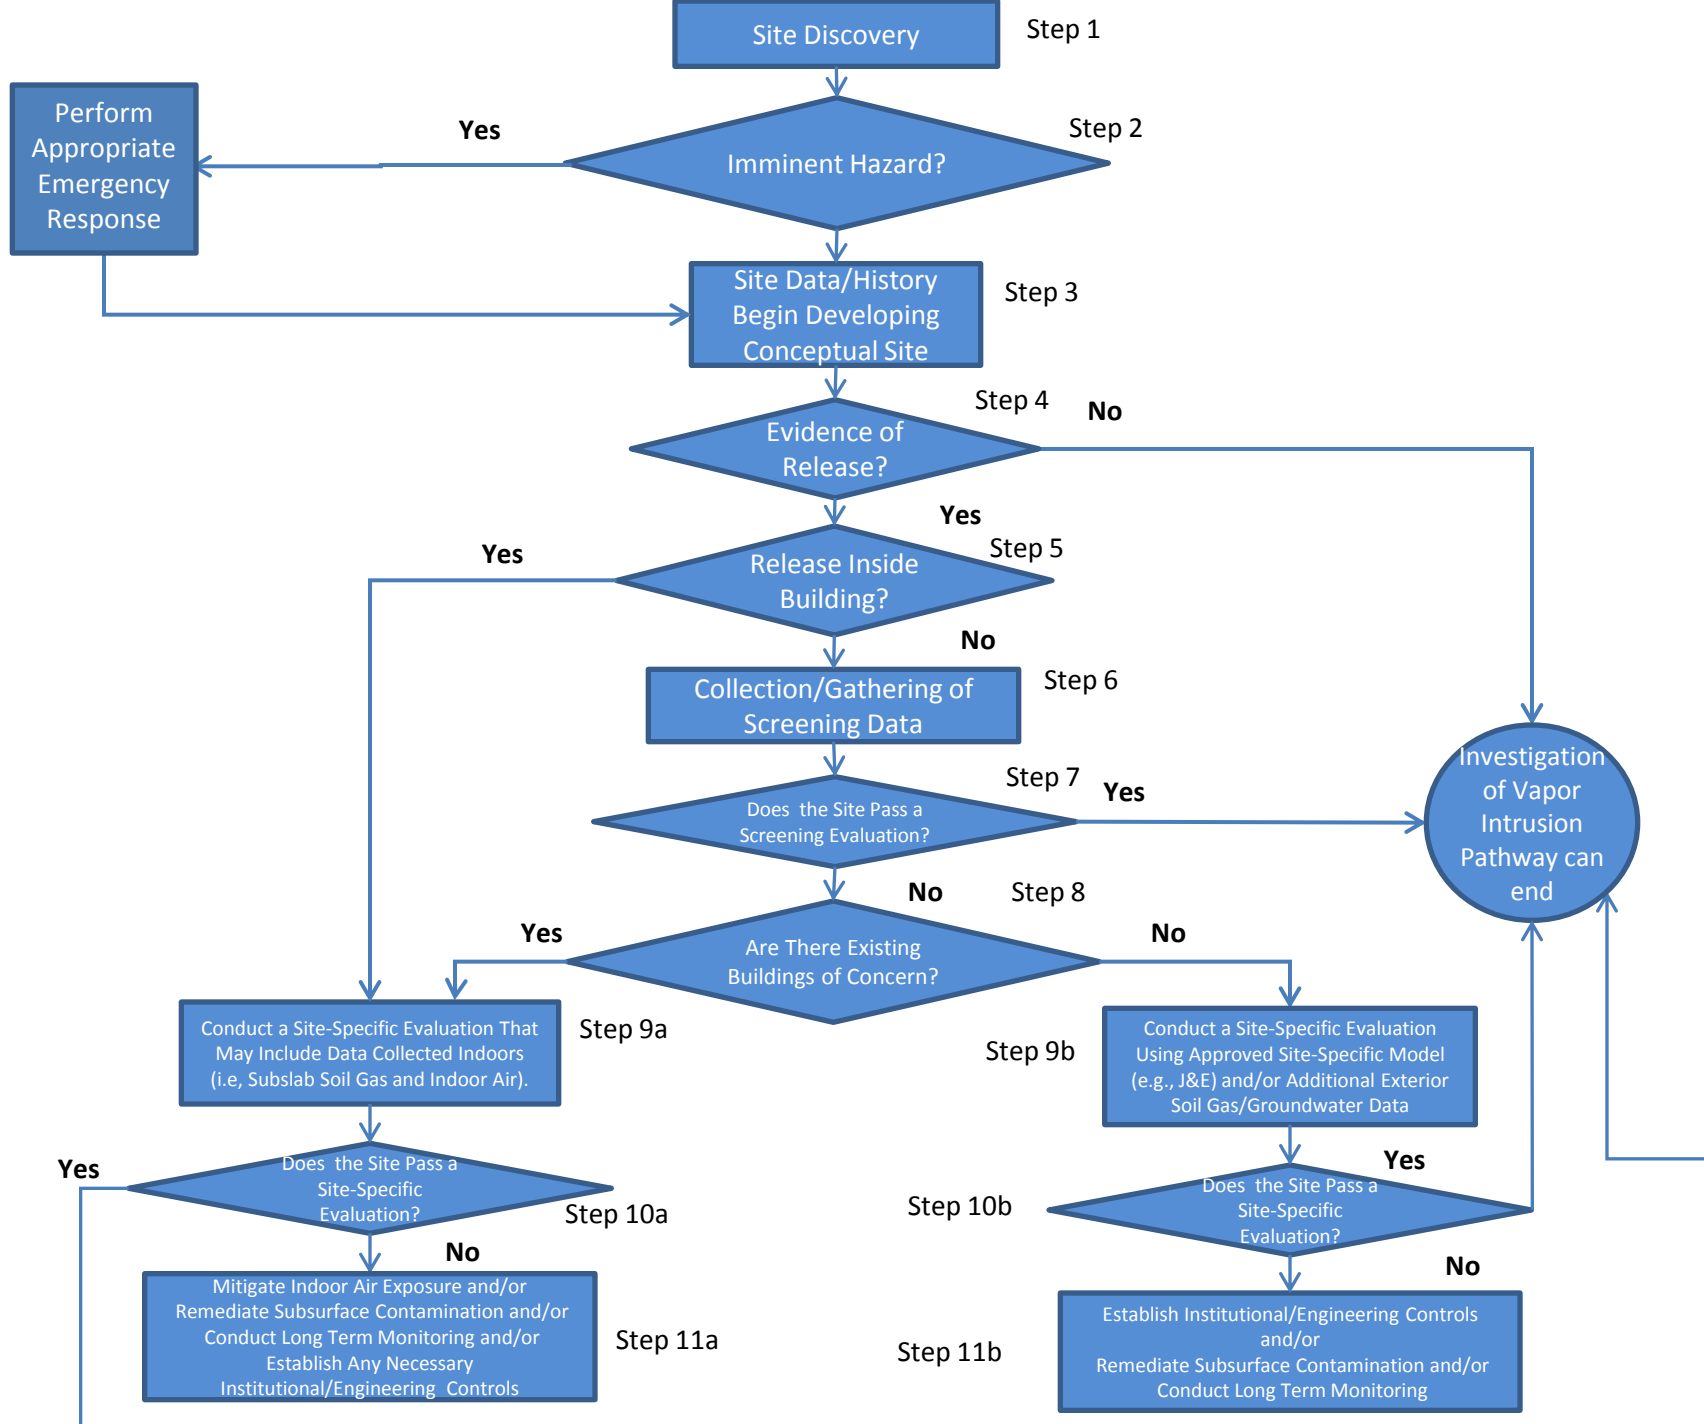 Site Discovery
Step 1
Perform
Appropriate
Emergency
Response
Yes
Step 2
Imminent Hazard?
Site Data/History
Begin Developing
Conceptual Site
Step 3
Step 4
No
Evidence of
Release?
Yes
Step 5
Yes
Release Inside
Building?
No
Step 6
Collection/Gathering of
Screening Data
Step 7
Yes
Does  the Site Pass a
Screening Evaluation?
Investigation
of Vapor
Intrusion
Pathway can
end
No
Step 8
Yes
No
Are There Existing
Buildings of Concern?
Conduct a Site-Specific Evaluation That
May Include Data Collected Indoors
(i.e, Subslab Soil Gas and Indoor Air).
Step 9a
Step 9b
Conduct a Site-Specific Evaluation
Using Approved Site-Specific Model
(e.g., J&E) and/or Additional Exterior
Soil Gas/Groundwater Data
Yes
Does  the Site Pass a
Site-Specific
Evaluation?
Step 10a
Step 10b
Yes
Does  the Site Pass a
Site-Specific
Evaluation?
No
No
Mitigate Indoor Air Exposure and/or
Remediate Subsurface Contamination and/or
Conduct Long Term Monitoring and/or
Establish Any Necessary
Institutional/Engineering  Controls
Step 11a
Step 11b
Establish Institutional/Engineering Controls
and/or
Remediate Subsurface Contamination and/or
Conduct Long Term Monitoring